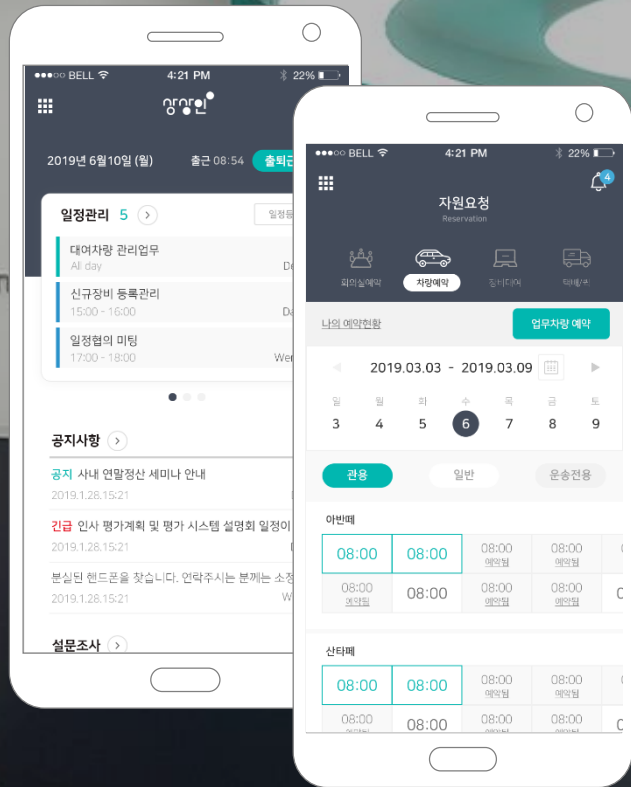 BELL 4:21 PM 22%
상상인
2019년 6월10일 (월) 출근 08:54 출퇴근
일정관리 5
대여차량 관리업무
All day
신규장비 등록관리
15:00 - 16:00
일정협의 미팅
17:00 - 18:00
공지사항
공지 사내 연말정산 세미나 안내
2019.1.28.15:21
긴급 인사 평가계획 및 평가 시스템 설명회 일정이
2019.1.28.15:21
분실된 핸드폰을 찾습니다. 연락주시는 분께는 소정
2019.1.28.15:21
설문조사
BELL 4:21 PM 22%
4
자원요청
Reservation
회의실예약 차량예약 장비대여
나의 예약현황 업무차량 예약
2019.03.03 - 2019.03.09
일 월 화 수 목 금 토
3 4 5 6 7 8 9
관용 일반 운송전용
아반떼
08:00 08:00 08:00 08:00
예약됨 예약됨
08:00 08:00 08:00 08:00
예약됨 예약됨 예약됨
산타페
08:00 08:00 08:00 08:00
예약됨 예약됨
08:00 08:00 08:00 08:00